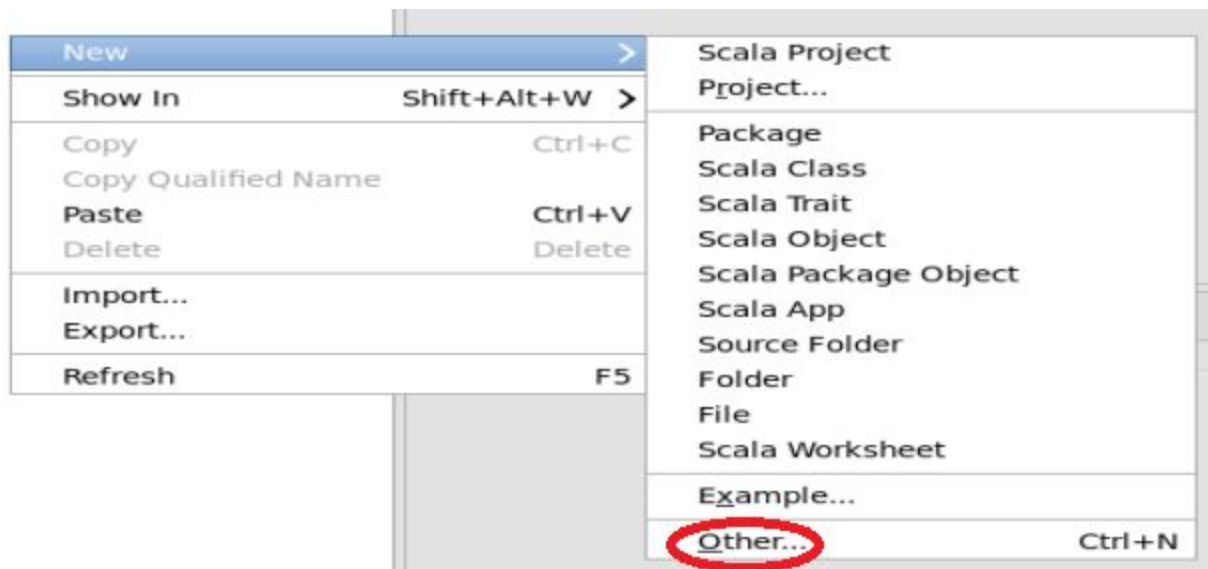 New >
Show In Shift+Alt+W >
Copy Ctrl+C
Copy Qualified Name
Paste Ctrl+V
Delete Delete
Import...
Export...
Refresh F5
Scala Project
Project...
Package
Scala Class
Scala Trait
Scala Object
Scala Package Object
Scala App
Source Folder
Folder
File
Scala Worksheet
Example...
Other... Ctrl+N